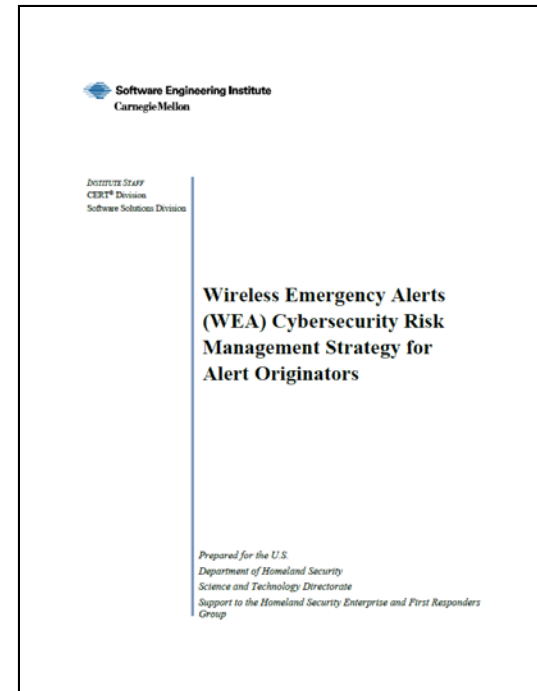 Software Engineering Institute
Carnegie Mellon
INSTITUTE STAFF
CERT® Division
Software Solutions Division
Wireless Emergency Alerts
(WEA) Cybersecurity Risk
Management Strategy for
Alert Originators
Prepared for the U.S.
Department of Homeland Security
Science and Technology Directorate
Support to the Homeland Security Enterprise and First Responders
Group